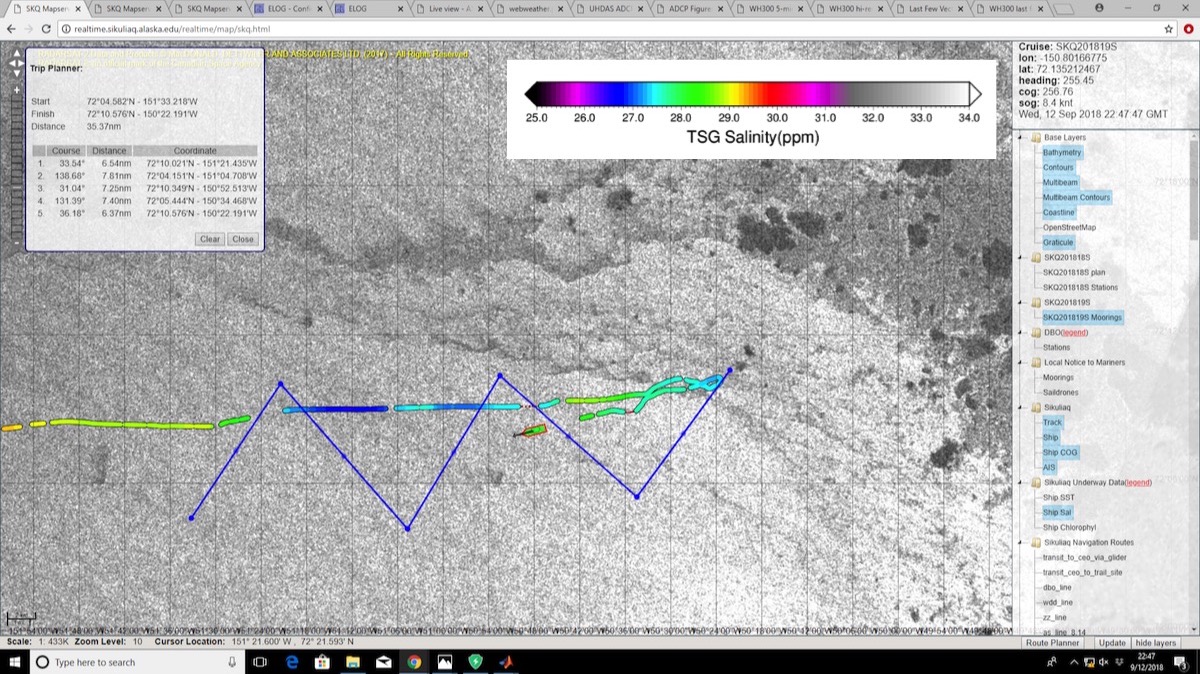 SKQ Mapserv
SKQ Mapserv
SKQ Mapserv
ELOG - Conf
ELOG
Live view - A
webweather
UHDAS ADC
ADCP Figure
WH300 5-m
WH300 hi-re
Last Few Vec
WH300 last
realtime.sikuliaq.alaska.edu/realtime/map/skq.html
AND ASSOCIATES LTD. (2017) - All Rights Reserved
Trip Planner:
Start 72°04.582'N - 151°33.218'W
Finish 72°10.576'N - 150°22.191'W
Distance 35.37nm
Course Distance Coordinate
1. 33.54° 6.54nm 72°10.021'N - 151°21.435'W
2. 138.68° 7.81nm 72°04.151'N - 151°04.708'W
3. 31.04° 7.25nm 72°10.349'N - 150°52.513'W
4. 131.39° 7.40nm 72°05.444'N - 150°34.468'W
5. 36.18° 6.37nm 72°10.576'N - 150°22.191'W
Clear Close
25.0 26.0 27.0 28.0 29.0 30.0 31.0 32.0 33.0 34.0
TSG Salinity(ppm)
Cruise: SKQ201819S
lon: -150.80166775
lat: 72.135212467
heading: 255.45
cog: 256.76
sog: 8.4 knt
Wed, 12 Sep 2018 22:47:47 GMT
Base Layers
Bathymetry
Contours
Multibeam
Multibeam Contours
Coastline
OpenStreetMap
Graticule
SKQ201818S
SKQ201818S plan
SKQ201818S Stations
SKQ201819S
SKQ201819S Moorings
DBO(legend)
Stations
Local Notice to Mariners
Moorings
Saildrones
Sikuliaq
Track
Ship
Ship COG
AIS
Sikuliaq Underway Data(legend)
Ship SST
Ship Sal
Ship Chlorophyl
Sikuliaq Navigation Routes
transit_to_ceo_via_glider
transit_ceo_to_trail_site
dbo_line
wdd_line
zz_line
as_line_8.14
Scale: 1: 433K Zoom Level: 10 Cursor Location: 151° 21.600' W , 72° 21.593' N
Route Planner Update hide layers
Type here to search
22:47
9/12/2018